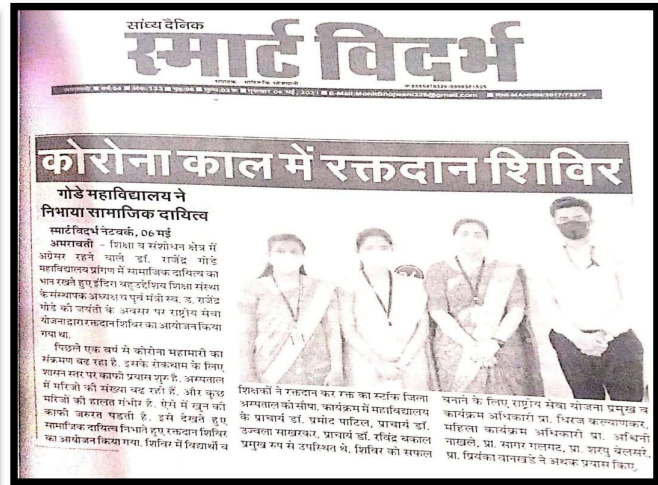 सांध्य दैनिक
स्मार्ट विदर्भ
कोरोना काल में रक्तदान शिविर
गोडे महाविद्यालय ने
निभाया सामाजिक दायित्व
स्मार्ट विदर्भ नेटवर्क, 06 मई
अमरावती - शिक्षा व संशोधन क्षेत्र में
अग्रेसर रहने वाले डॉ. राजेंद्र गोडे
महाविद्यालय प्रांगण में सामाजिक दायित्व का
भान रखते हुए इंदिरा बहुउद्देशिय शिक्षा संस्था
के संस्थापक अध्यक्ष व पुर्व मंत्री स्व. ड. राजेंद्र
गोडे की जयंती के अवसर पर राष्ट्रीय सेवा
योजना द्वारा रक्तदान शिविर का आयोजन किया
गया था.
पिछले एक वर्ष से कोरोना महामारी का
संक्रमण बढ रहा है. इसके रोकथाम के लिए
शासन स्तर पर काफी प्रयास शुरु है. अस्पताल
में मरिजों की संख्या बढ रही हैं. और कुछ
मरिजों की हालत गंभीर है. ऐसे में खून की
काफी जरुरत पडती है. इसे देखते हुए
सामाजिक दायित्व निभाते हुए रक्तदान शिविर
का आयोजन किया गया. शिविर में विद्यार्थी व
शिक्षकों ने रक्तदान कर रक्त का स्टॉक जिला
अस्पताल को सौंपा. कार्यक्रम में महाविद्यालय
के प्राचार्य डॉ. प्रमोद पाटिल, प्राचार्य डॉ.
उज्वला साखरकर, प्राचार्य डॉ. रविंद्र बकाल
प्रमुख रुप से उपस्थित थे. शिविर को सफल
बनाने के लिए राष्ट्रीय सेवा योजना प्रमुख व
कार्यक्रम अधिकारी प्रा. धिरज कल्याणकर,
महिला कार्यक्रम अधिकारी प्रा. अश्विनी
नाखले, प्रा. सागर गलगट, प्रा. शरयु बेलसरे,
प्रा. प्रियंका वानखडे ने अथक प्रयास किए.